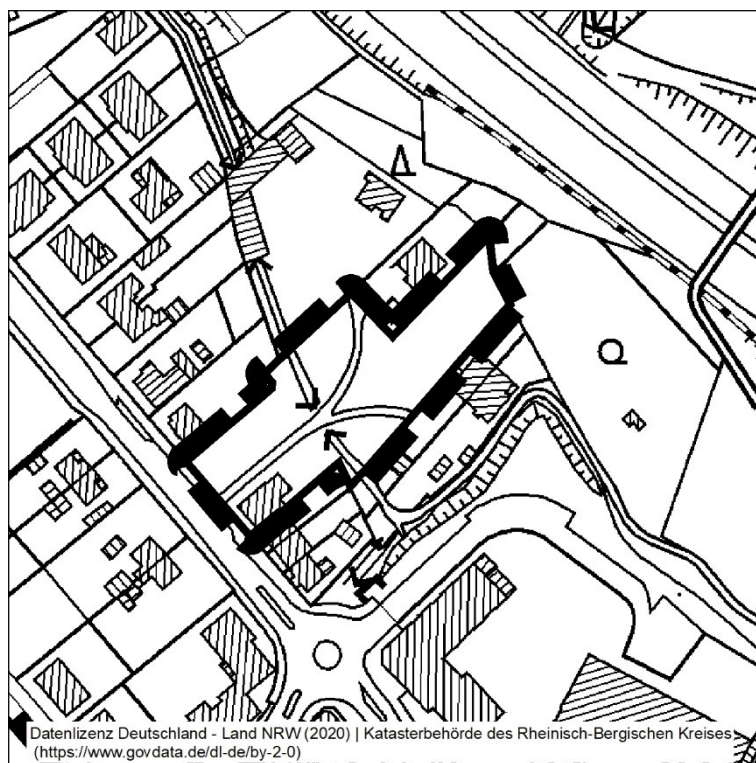 Datenlizenz Deutschland - Land NRW (2020) | Katasterbehörde des Rheinisch-Bergischen Kreises
(https://www.govdata.de/dl-de/by-2-0)